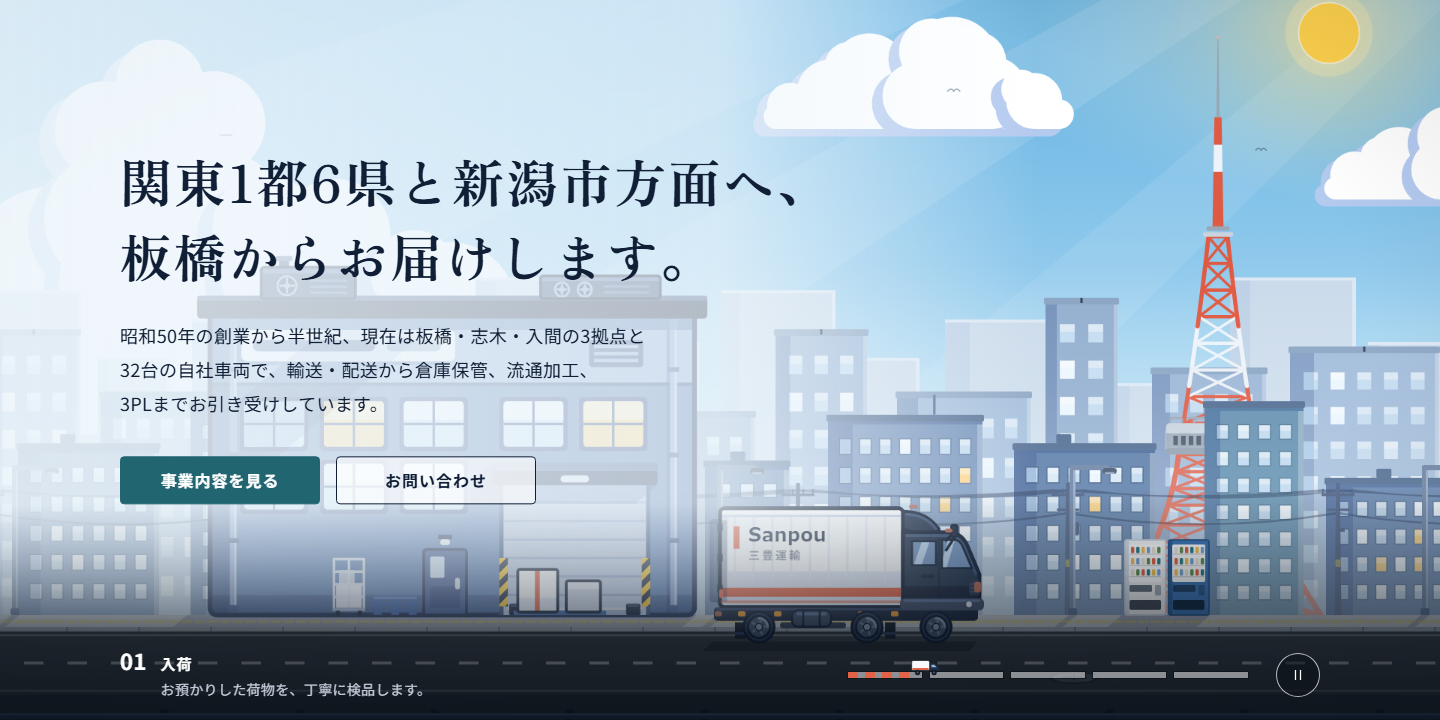 関東1都6県と新潟市方面へ、
板橋からお届けします。
昭和50年の創業から半世紀、現在は板橋・志木・入間の3拠点と
32台の自社車両で、輸送・配送から倉庫保管、流通加工、
3PLまでお引き受けしています。
事業内容を見る
お問い合わせ
Sanpou
三豊運輸
01 入荷
お預かりした荷物を、丁寧に検品します。